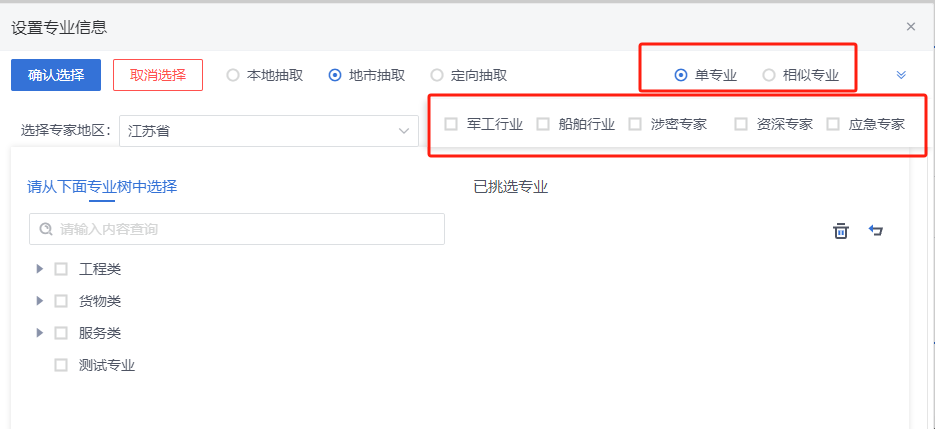 设置专业信息
确认选择 取消选择 本地抽取 地市抽取 定向抽取 单专业 相似专业
选择专家地区： 江苏省 军工行业 船舶行业 涉密专家 资深专家 应急专家
请从下面专业树中选择 已挑选专业
请输入内容查询
工程类
货物类
服务类
测试专业